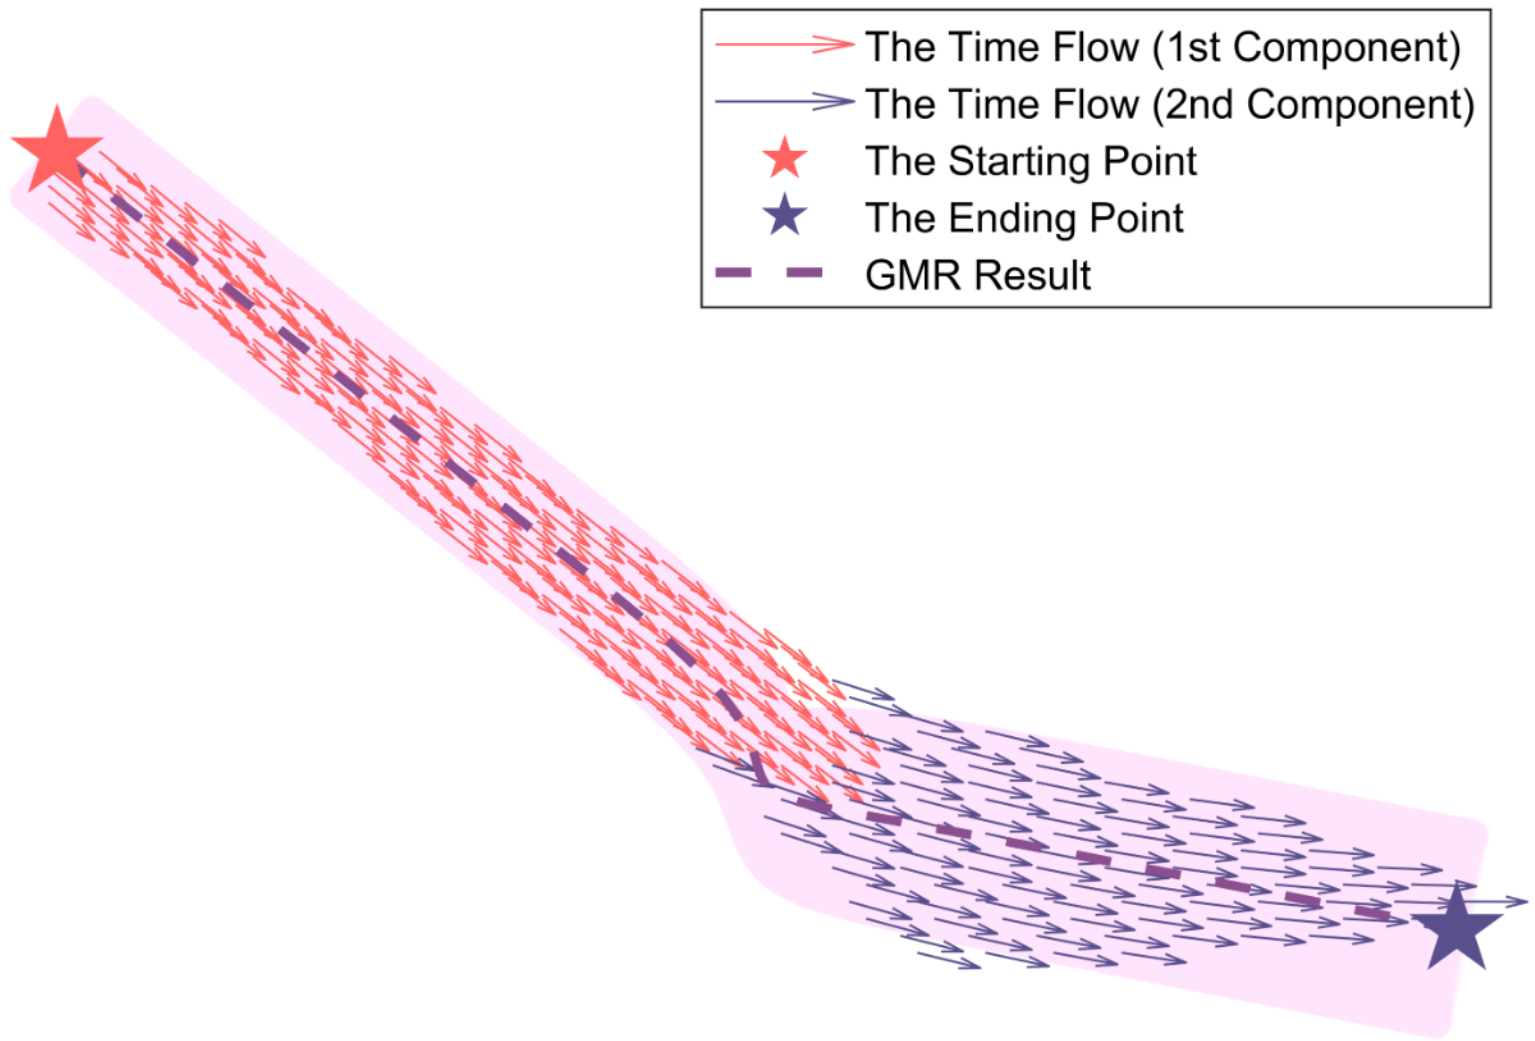 The Time Flow (1st Component)
The Time Flow (2nd Component)
The Starting Point
The Ending Point
GMR Result